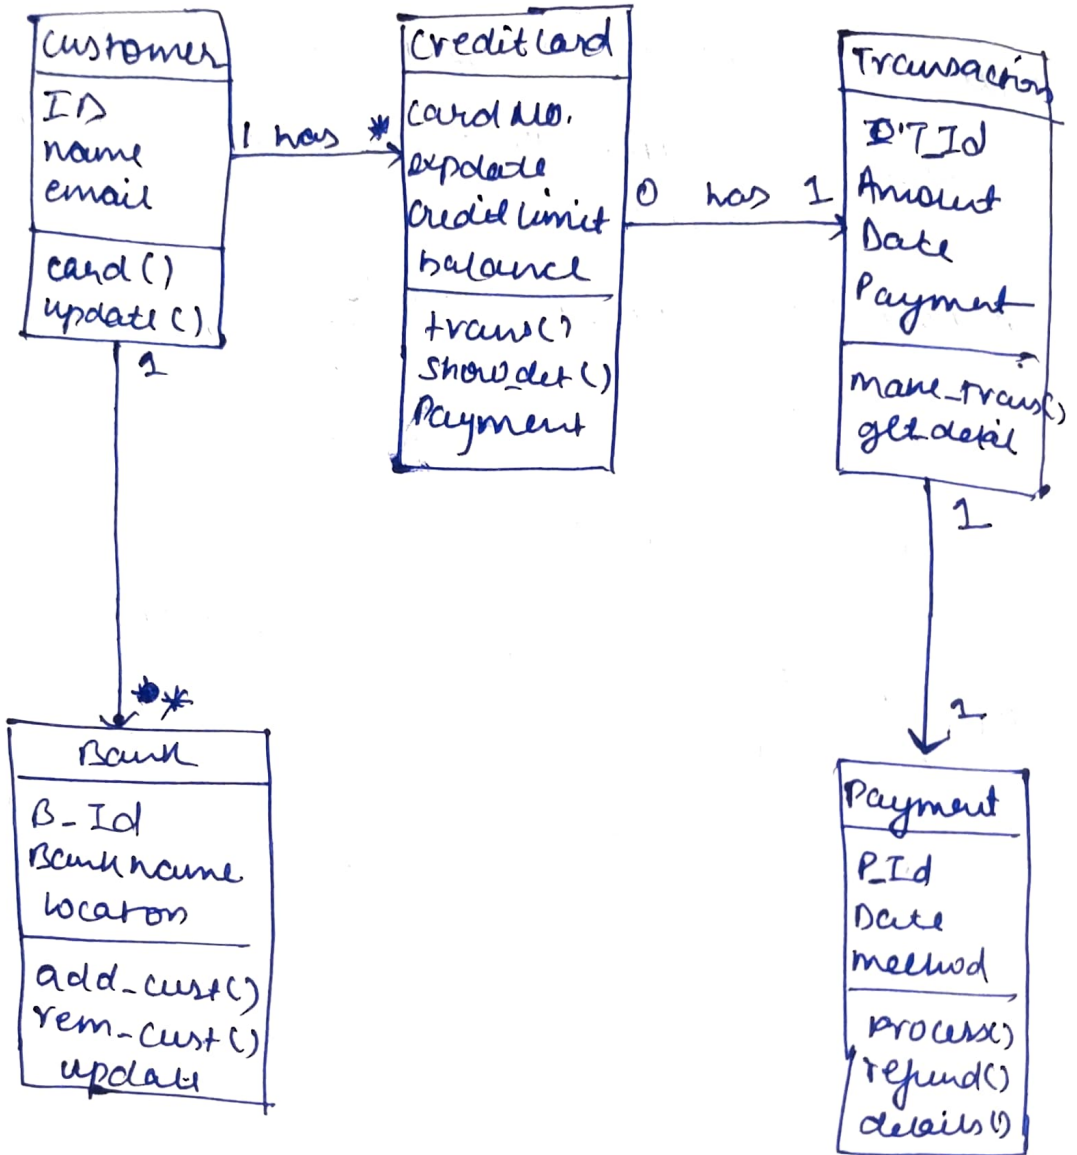 Customer
ID
name
email
card()
update()
1 has *
CreditCard
Card No.
expdate
Credit limit
Balance
trans()
Show_det()
Payment
0 has 1
Transaction
T_Id
Amount
Date
Payment
make_trans()
get_detail
1
*
Bank
B_Id
Bank name
Location
add_cust()
rem_cust()
update
1
1
Payment
P_Id
Date
method
process()
refund()
details()